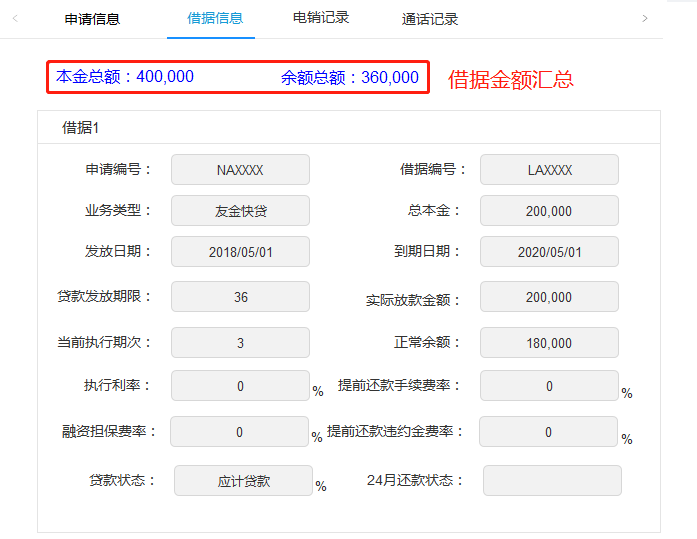 申请信息 借据信息 电销记录 通话记录
本金总额：400,000 余额总额：360,000 借据金额汇总
借据1
申请编号： NAXXXX 借据编号： LAXXXX
业务类型： 友金快贷 总本金： 200,000
发放日期： 2018/05/01 到期日期： 2020/05/01
贷款发放期限： 36 实际放款金额： 200,000
当前执行期次： 3 正常余额： 180,000
执行利率： 0 % 提前还款手续费率： 0 %
融资担保费率： 0 % 提前还款违约金费率： 0 %
贷款状态： 应计贷款 % 24月还款状态：